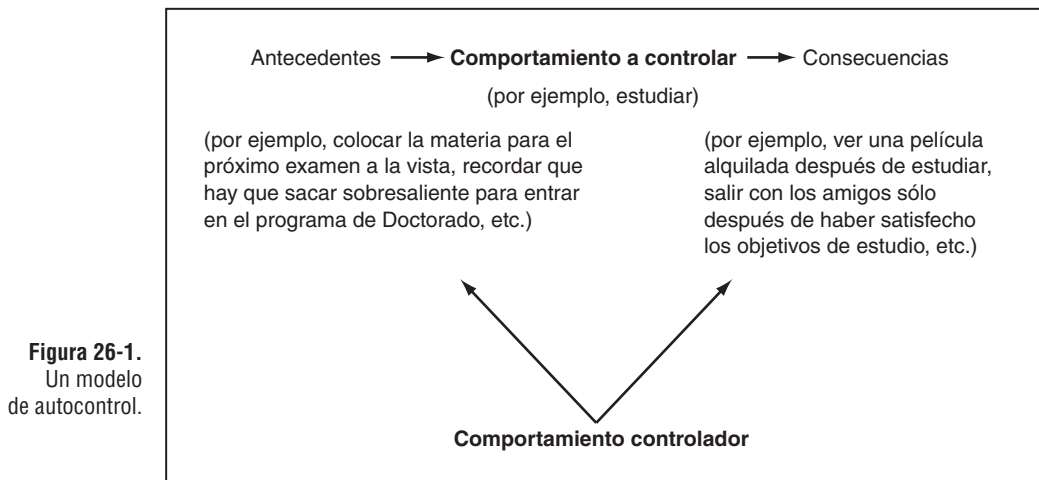 Antecedentes Comportamiento a controlar Consecuencias
(por ejemplo, estudiar)
(por ejemplo, colocar la materia para el
próximo examen a la vista, recordar que
hay que sacar sobresaliente para entrar
en el programa de Doctorado, etc.)
(por ejemplo, ver una película
alquilada después de estudiar,
salir con los amigos sólo
después de haber satisfecho
los objetivos de estudio, etc.)
Comportamiento controlador
Figura 26-1.
Un modelo
de autocontrol.